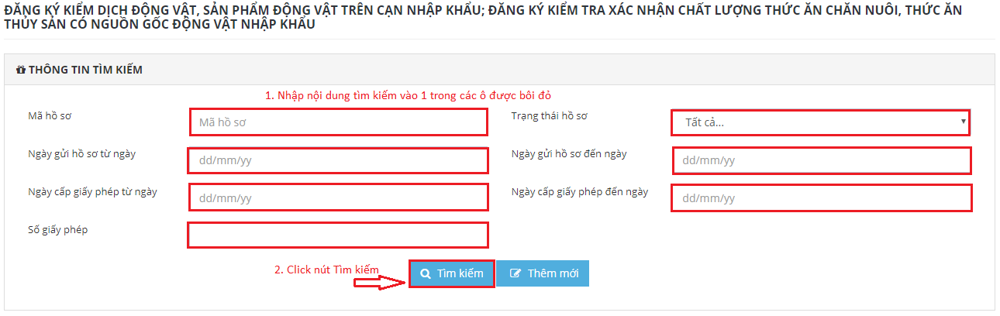 ĐĂNG KÝ KIỂM DỊCH ĐỘNG VẬT, SẢN PHẨM ĐỘNG VẬT TRÊN CẠN NHẬP KHẨU; ĐĂNG KÝ KIỂM TRA XÁC NHẬN CHẤT LƯỢNG THỨC ĂN CHĂN NUÔI, THỨC ĂN
THỦY SẢN CÓ NGUỒN GỐC ĐỘNG VẬT NHẬP KHẨU
THÔNG TIN TÌM KIẾM
1. Nhập nội dung tìm kiếm vào 1 trong các ô được bôi đỏ
Mã hồ sơ Mã hồ sơ Trạng thái hồ sơ Tất cả...
Ngày gửi hồ sơ từ ngày dd/mm/yy Ngày gửi hồ sơ đến ngày dd/mm/yy
Ngày cấp giấy phép từ ngày dd/mm/yy Ngày cấp giấy phép đến ngày dd/mm/yy
Số giấy phép
2. Click nút Tìm kiếm Tìm kiếm Thêm mới